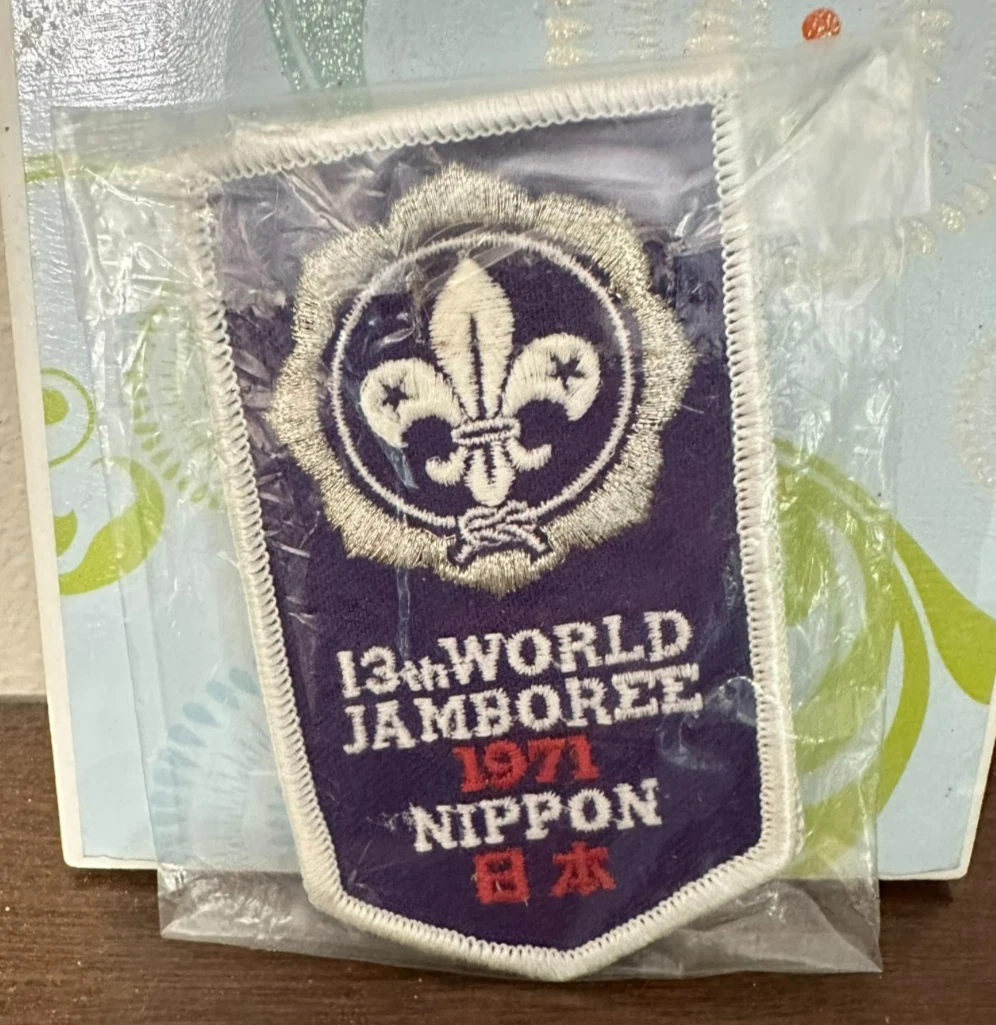 13th WORLD
JAMBOREE
1971
NIPPON
日本